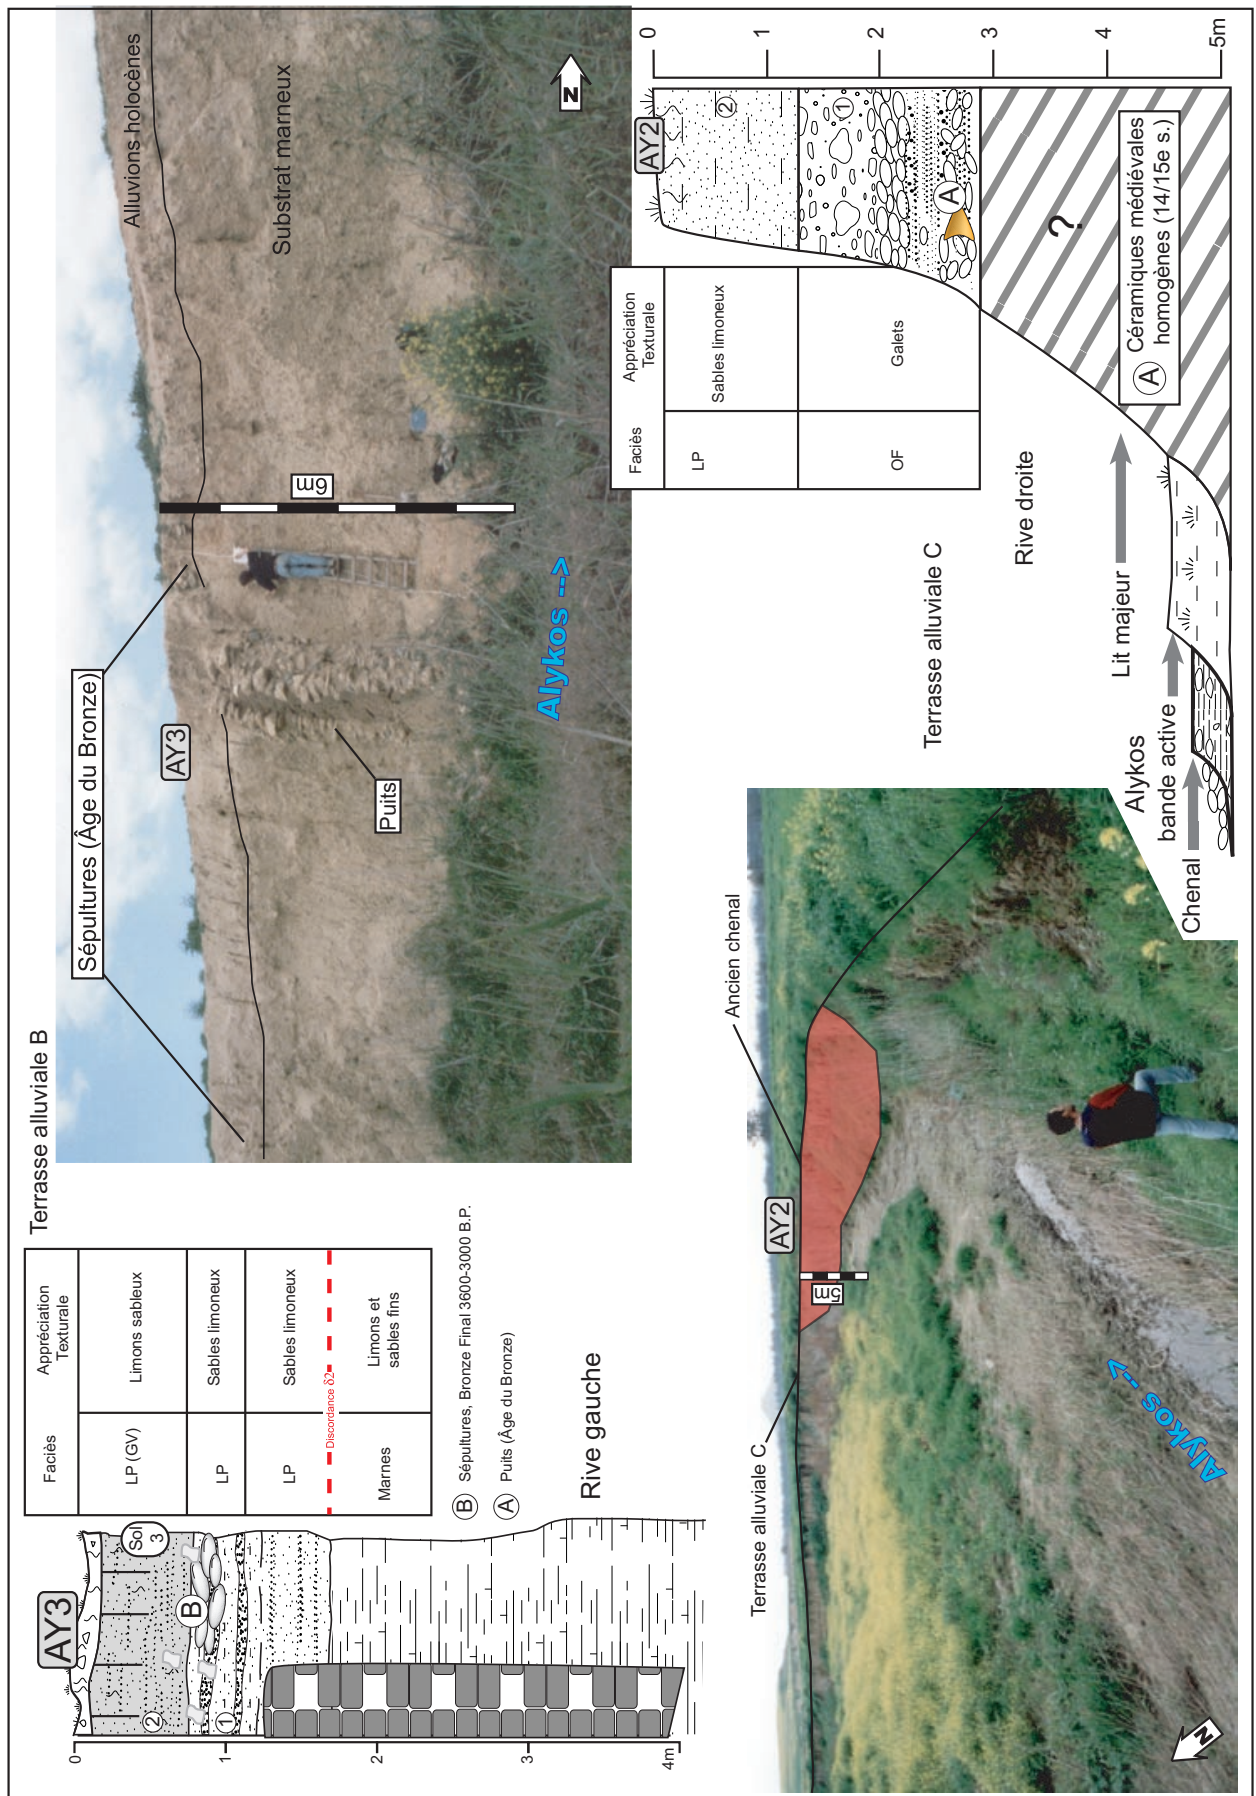 AY3
0
1
2
3
4m
Sol
3
2
1
B
Faciès
Appréciation
Texturale
LP (GV)
Limons sableux
LP
Sables limoneux
LP
Sables limoneux
Discordance δ2
Marnes
Limons et
sables fins
B Sépultures, Bronze Final 3600-3000 B.P.
A Puits (Âge du Bronze)
Rive gauche
Terrasse alluviale B
Sépultures (Âge du Bronze)
AY3
Puits
6m
Alluvions holocènes
Substrat marneux
Alykos -->
N
Terrasse alluviale C
AY2
Ancien chenal
5m
Alykos -->
N
Terrasse alluviale C
Rive droite
Faciès
Appréciation
Texturale
LP
Sables limoneux
OF
Galets
AY2
2
1
A
0
1
2
3
4
5m
?
A Céramiques médiévales
homogènes (14/15e s.)
Lit majeur
Alykos
bande active
Chenal